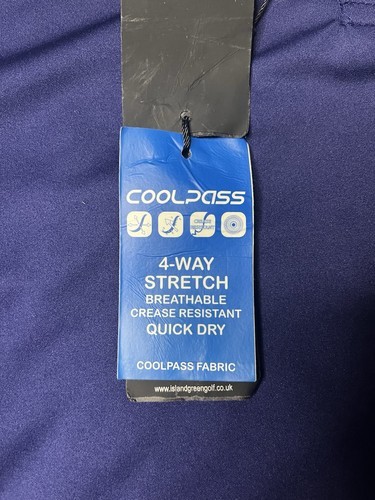 COOLPASS
4-WAY
STRETCH
BREATHABLE
CREASE RESISTANT
QUICK DRY
COOLPASS FABRIC
www.islandgreengolf.co.uk